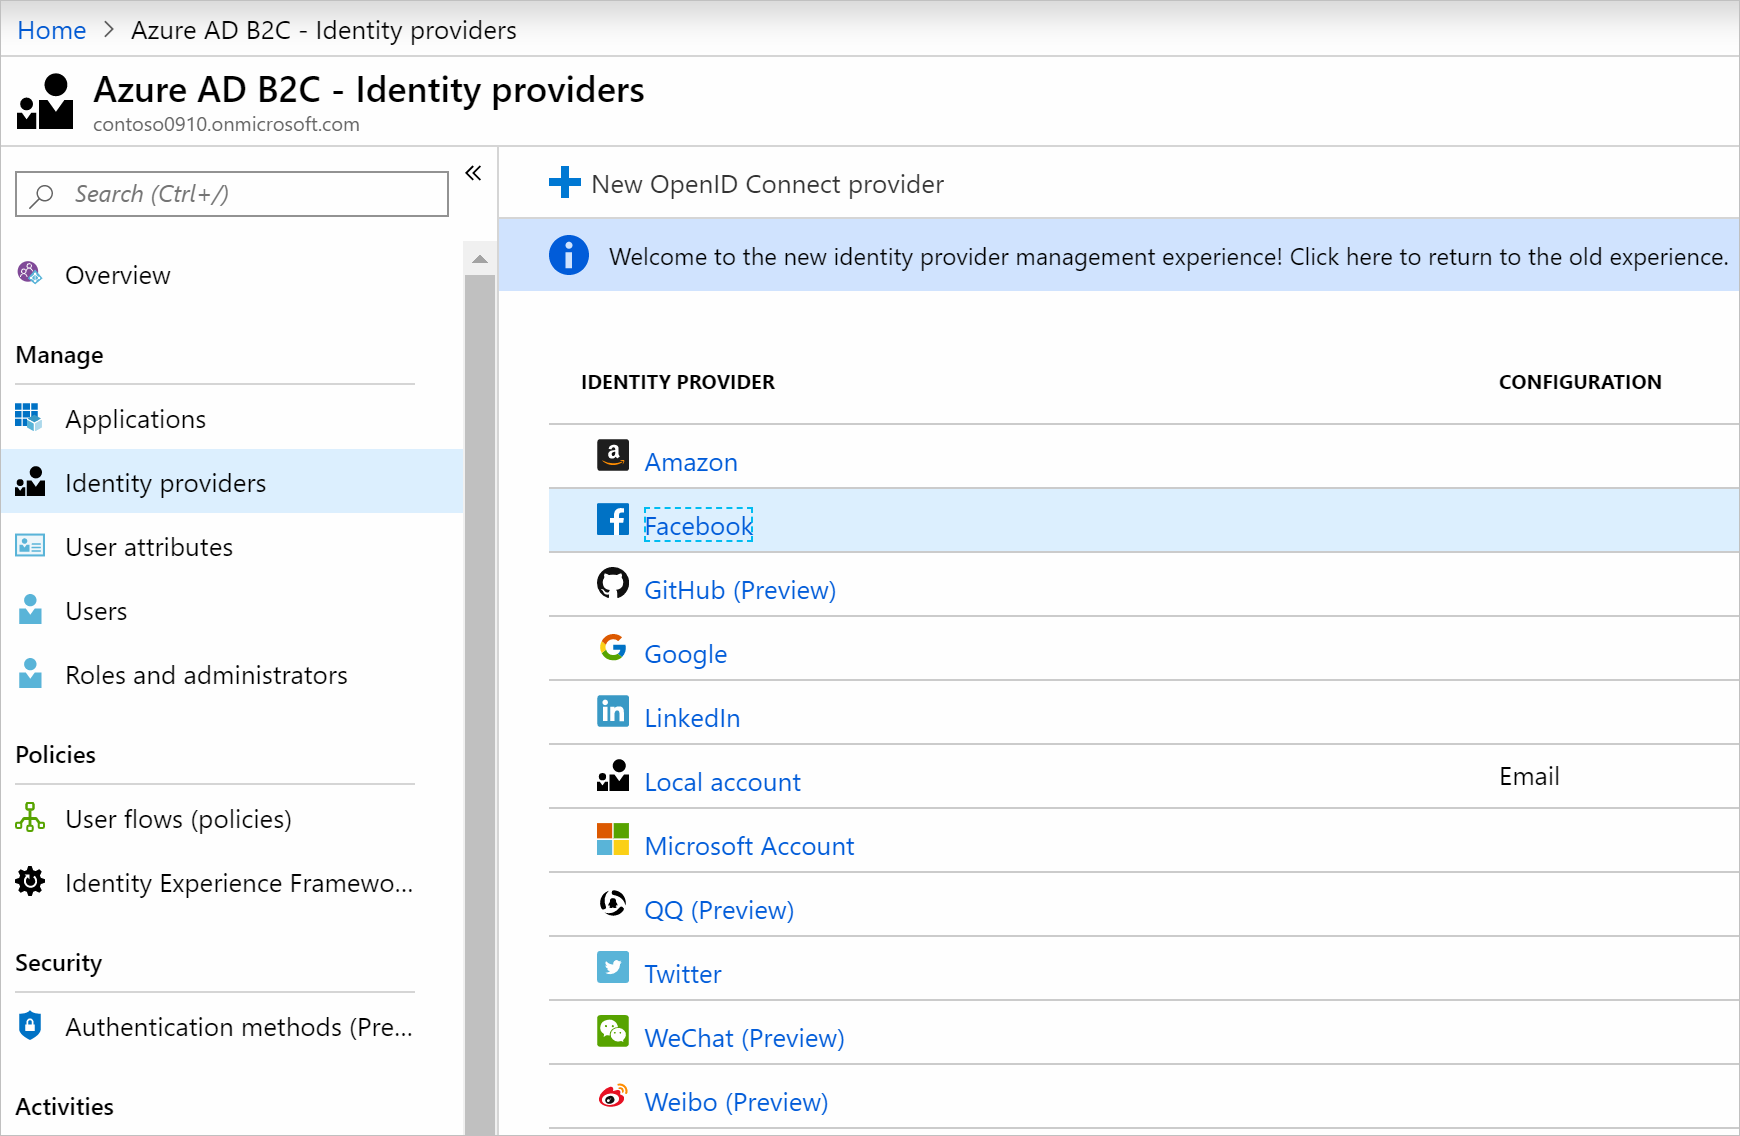 Home > Azure AD B2C - Identity providers
Azure AD B2C - Identity providers
contoso0910.onmicrosoft.com
Search (Ctrl+/)
«
Overview
Manage
Applications
Identity providers
User attributes
Users
Roles and administrators
Policies
User flows (policies)
Identity Experience Framewo...
Security
Authentication methods (Pre...
Activities
New OpenID Connect provider
Welcome to the new identity provider management experience! Click here to return to the old experience.
IDENTITY PROVIDER CONFIGURATION
Amazon
Facebook
GitHub (Preview)
Google
LinkedIn
Local account Email
Microsoft Account
QQ (Preview)
Twitter
WeChat (Preview)
Weibo (Preview)